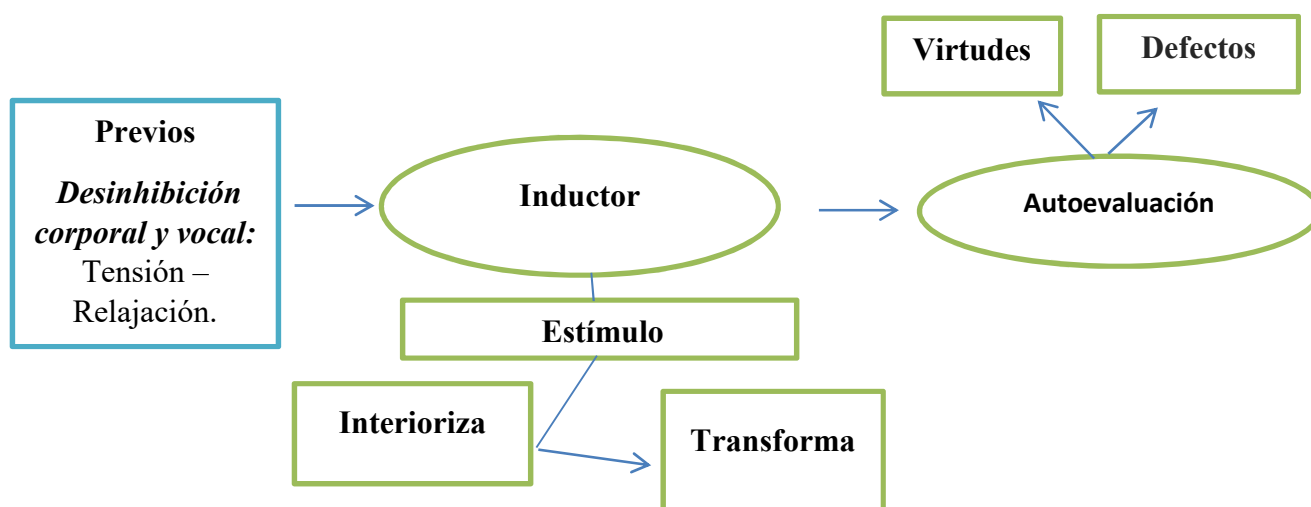 Previos
Desinhibición
corporal y vocal:
Tensión –
Relajación.
Inductor
Estímulo
Interioriza
Transforma
Virtudes
Defectos
Autoevaluación